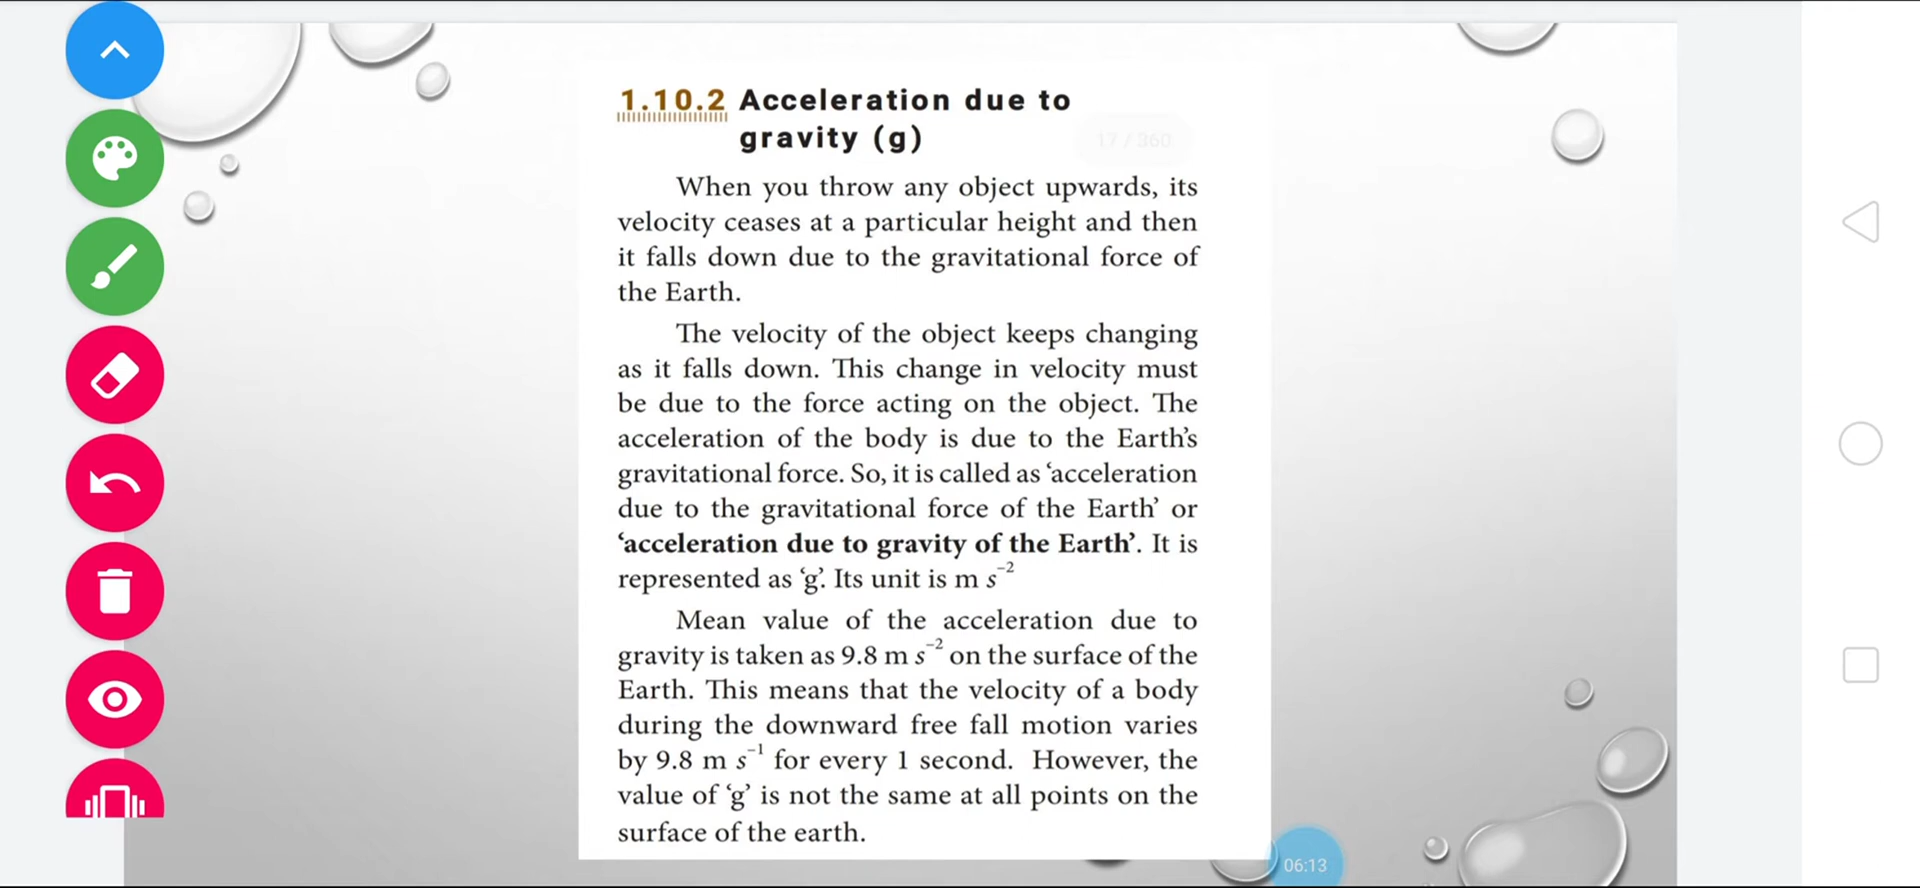 1.10.2 Acceleration due to
gravity (g)
17 / 360
When you throw any object upwards, its
velocity ceases at a particular height and then
it falls down due to the gravitational force of
the Earth.
The velocity of the object keeps changing
as it falls down. This change in velocity must
be due to the force acting on the object. The
acceleration of the body is due to the Earth’s
gravitational force. So, it is called as ‘acceleration
due to the gravitational force of the Earth’ or
‘acceleration due to gravity of the Earth’. It is
represented as ‘g’. Its unit is m s⁻²
Mean value of the acceleration due to
gravity is taken as 9.8 m s⁻² on the surface of the
Earth. This means that the velocity of a body
during the downward free fall motion varies
by 9.8 m s⁻¹ for every 1 second. However, the
value of ‘g’ is not the same at all points on the
surface of the earth.
06:13